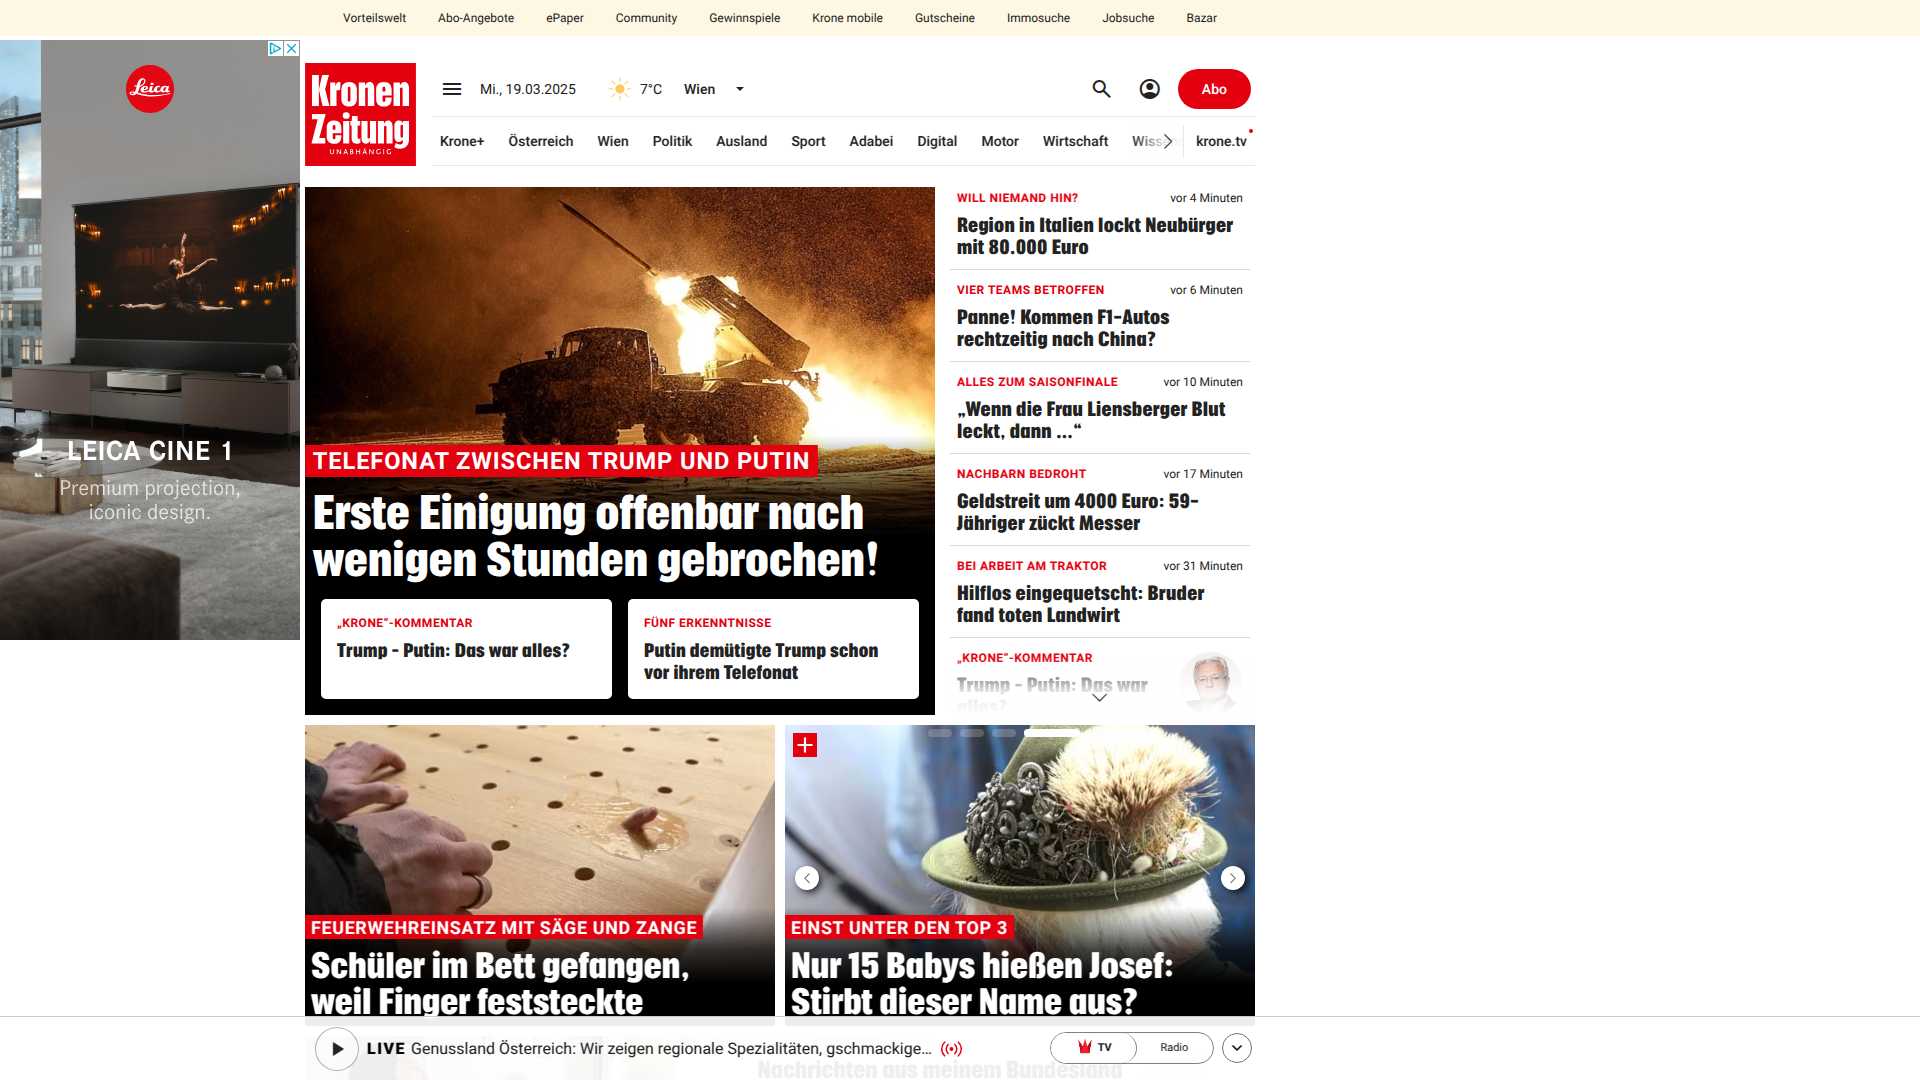 Vorteilswelt Abo-Angebote ePaper Community Gewinnspiele Krone mobile Gutscheine Immosuche Jobsuche Bazar
Leica
LEICA CINE 1
Premium projection,
iconic design.
Kronen
Zeitung
UNABHÄNGIG
Mi., 19.03.2025 7°C Wien Abo
Krone+ Österreich Wien Politik Ausland Sport Adabei Digital Motor Wirtschaft krone.tv
TELEFONAT ZWISCHEN TRUMP UND PUTIN
Erste Einigung offenbar nach
wenigen Stunden gebrochen!
„KRONE“-KOMMENTAR
Trump – Putin: Das war alles?
FÜNF ERKENNTNISSE
Putin demütigte Trump schon
vor ihrem Telefonat
WILL NIEMAND HIN? vor 4 Minuten
Region in Italien lockt Neubürger
mit 80.000 Euro
VIER TEAMS BETROFFEN vor 6 Minuten
Panne! Kommen F1-Autos
rechtzeitig nach China?
ALLES ZUM SAISONFINALE vor 10 Minuten
„Wenn die Frau Liensberger Blut
leckt, dann ...“
NACHBARN BEDROHT vor 17 Minuten
Geldstreit um 4000 Euro: 59-
Jähriger zückt Messer
BEI ARBEIT AM TRAKTOR vor 31 Minuten
Hilflos eingequetscht: Bruder
fand toten Landwirt
„KRONE“-KOMMENTAR
Trump – Putin: Das war
alles?
FEUERWEHREINSATZ MIT SÄGE UND ZANGE
Schüler im Bett gefangen,
weil Finger feststeckte
EINST UNTER DEN TOP 3
Nur 15 Babys hießen Josef:
Stirbt dieser Name aus?
LIVE Genussland Österreich: Wir zeigen regionale Spezialitäten, gschmackige... TV Radio
Nachrichten aus meinem Bundesland